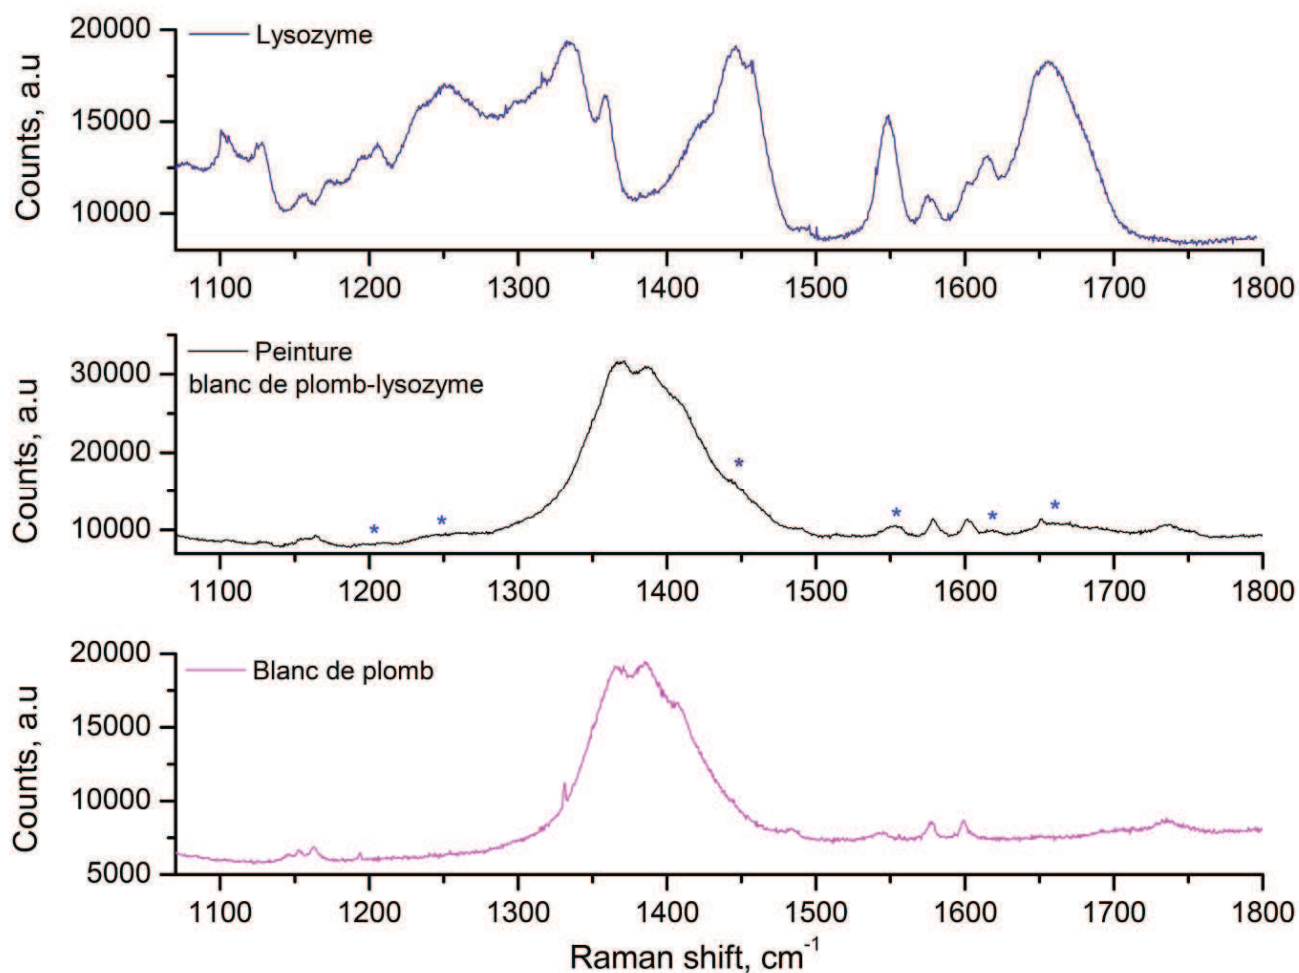 20000
15000
10000
Counts, a.u
Lysozyme
1100 1200 1300 1400 1500 1600 1700 1800
30000
20000
10000
Counts, a.u
Peinture
blanc de plomb-lysozyme
* * * * * *
1100 1200 1300 1400 1500 1600 1700 1800
20000
15000
10000
5000
Counts, a.u
Blanc de plomb
1100 1200 1300 1400 1500 1600 1700 1800
Raman shift, cm⁻¹